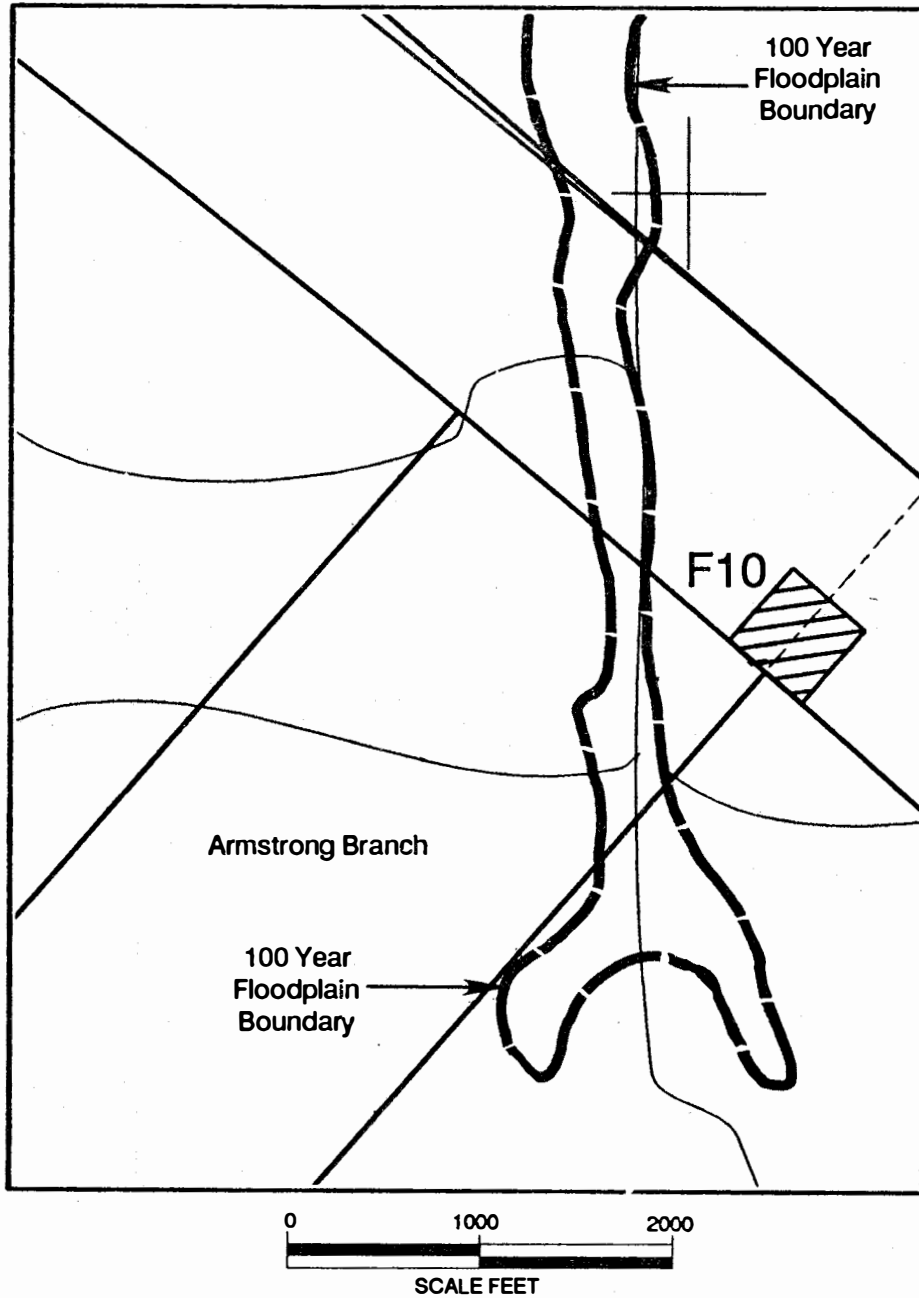 100 Year
Floodplain
Boundary
F10
Armstrong Branch
100 Year
Floodplain
Boundary
0 1000 2000
SCALE FEET